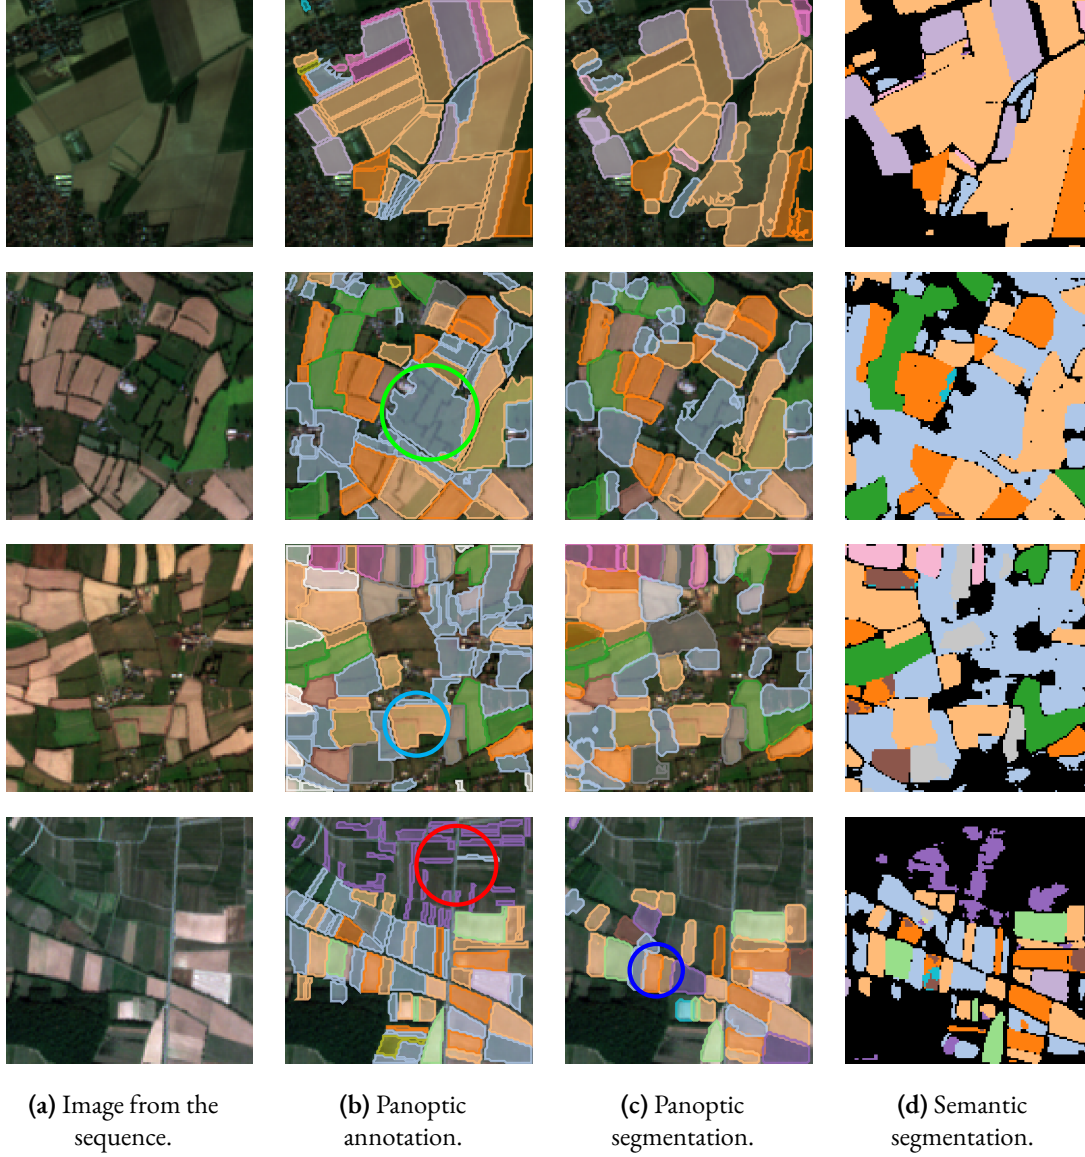 (a) Image from the
sequence.
(b) Panoptic
annotation.
(c) Panoptic
segmentation.
(d) Semantic
segmentation.